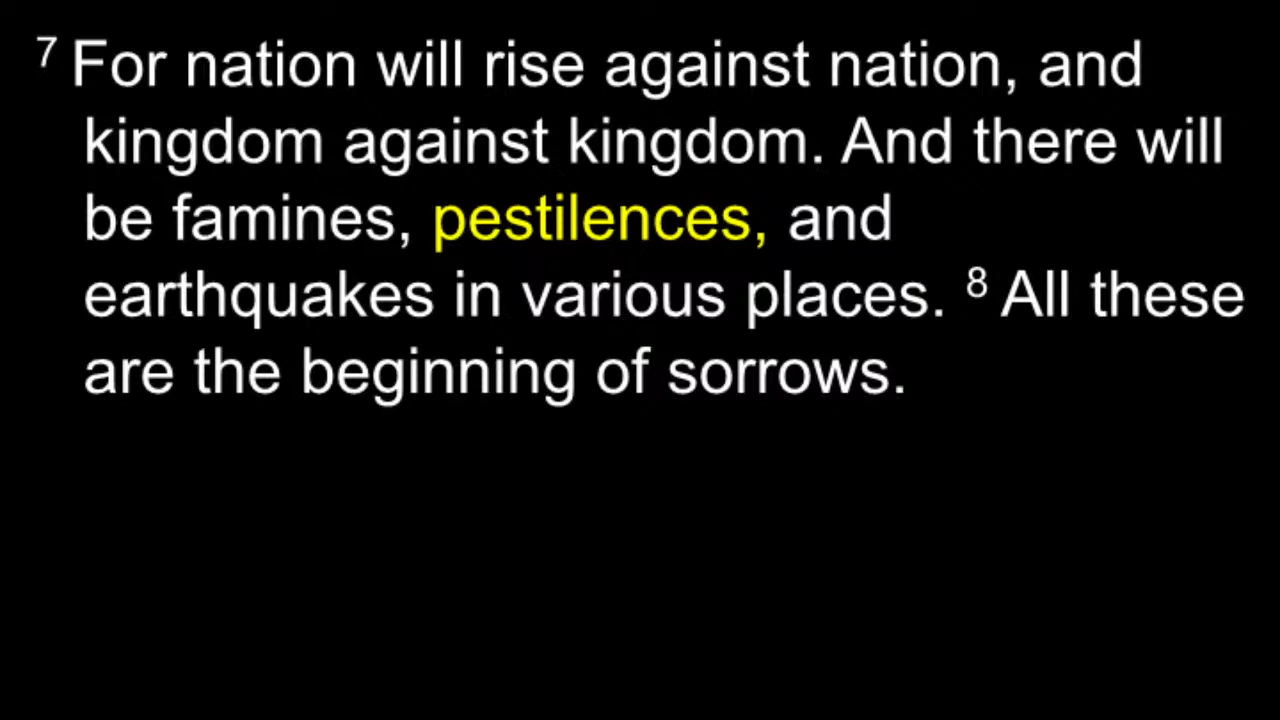 7 For nation will rise against nation, and
kingdom against kingdom. And there will
be famines, pestilences, and
earthquakes in various places. 8 All these
are the beginning of sorrows.